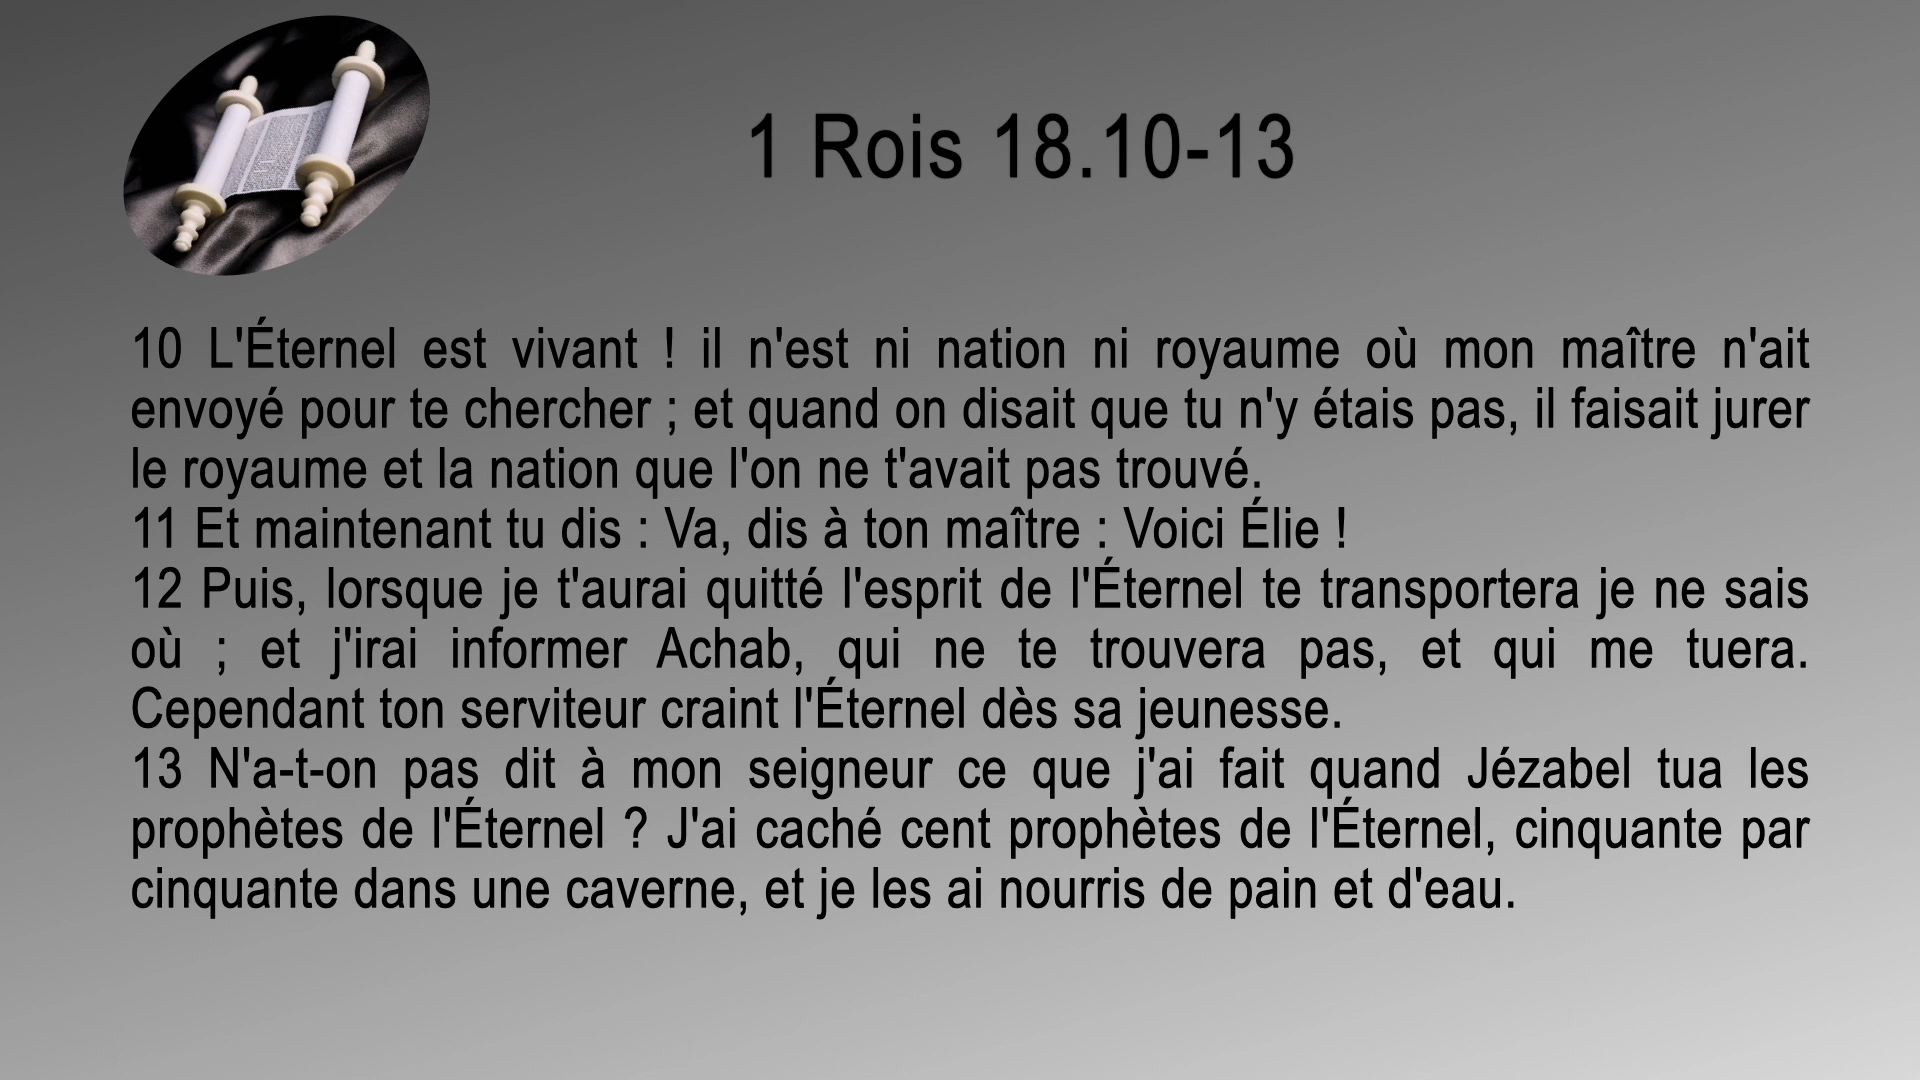 1 Rois 18.10-13
10 L'Éternel est vivant ! il n'est ni nation ni royaume où mon maître n'ait
envoyé pour te chercher ; et quand on disait que tu n'y étais pas, il faisait jurer
le royaume et la nation que l'on ne t'avait pas trouvé.
11 Et maintenant tu dis : Va, dis à ton maître : Voici Élie !
12 Puis, lorsque je t'aurai quitté l'esprit de l'Éternel te transportera je ne sais
où ; et j'irai informer Achab, qui ne te trouvera pas, et qui me tuera.
Cependant ton serviteur craint l'Éternel dès sa jeunesse.
13 N'a-t-on pas dit à mon seigneur ce que j'ai fait quand Jézabel tua les
prophètes de l'Éternel ? J'ai caché cent prophètes de l'Éternel, cinquante par
cinquante dans une caverne, et je les ai nourris de pain et d'eau.